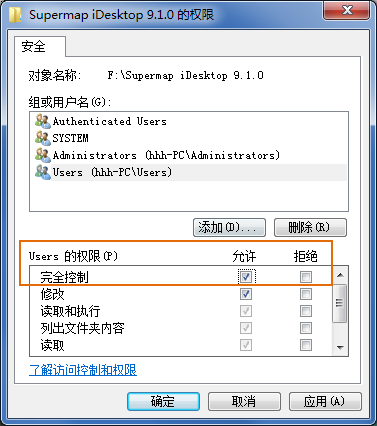 Supermap iDesktop 9.1.0 的权限
安全
对象名称: F:\Supermap iDesktop 9.1.0
组或用户名(G):
Authenticated Users
SYSTEM
Administrators (hhh-PC\Administrators)
Users (hhh-PC\Users)
添加(D)... 删除(R)
Users 的权限(P) 允许 拒绝
完全控制
修改
读取和执行
列出文件夹内容
读取
了解访问控制和权限
确定 取消 应用(A)